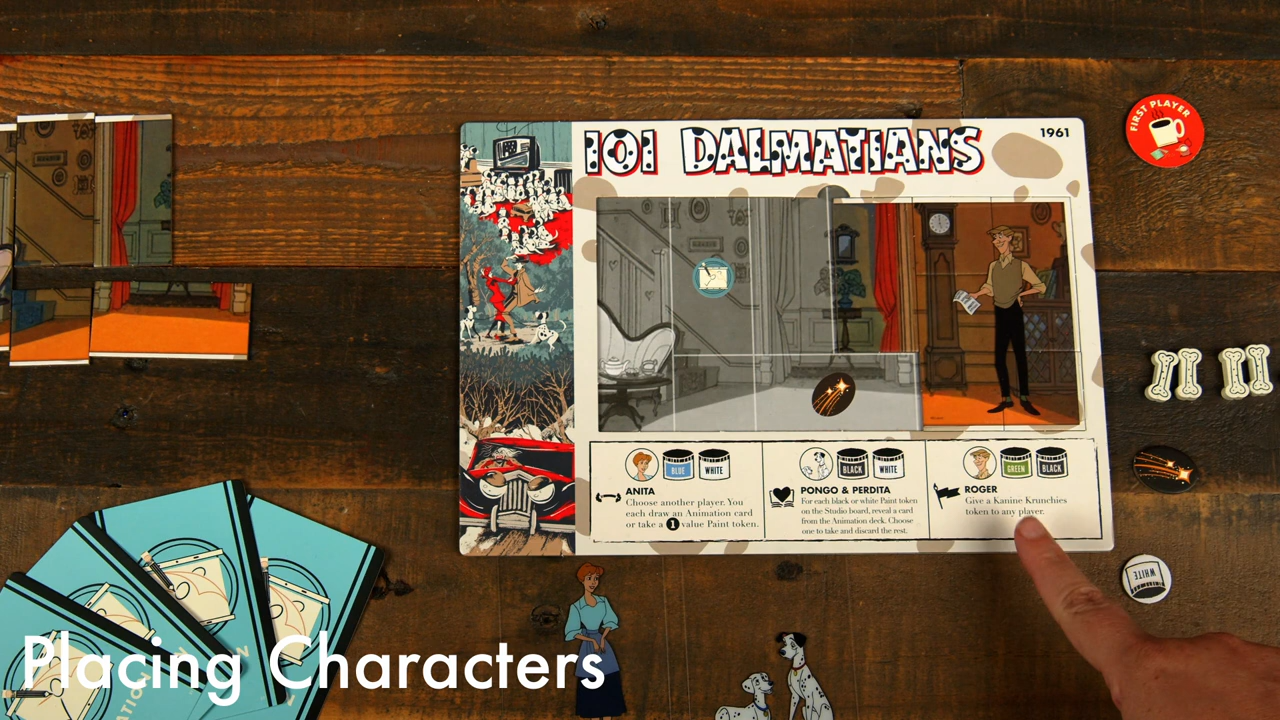 FIRST PLAYER
101 DALMATIANS
1961
BLUE
WHITE
ANITA
Choose another player. You
each draw an Animation card
or take a 1 value Paint token.
BLACK
WHITE
PONGO & PERDITA
For each black or white Paint token
on the Studio board, reveal a card
from the Animation deck. Choose
one to take and discard the rest.
GREEN
BLACK
ROGER
Give a Kanine Krunchies
token to any player.
WHITE
Placing Characters